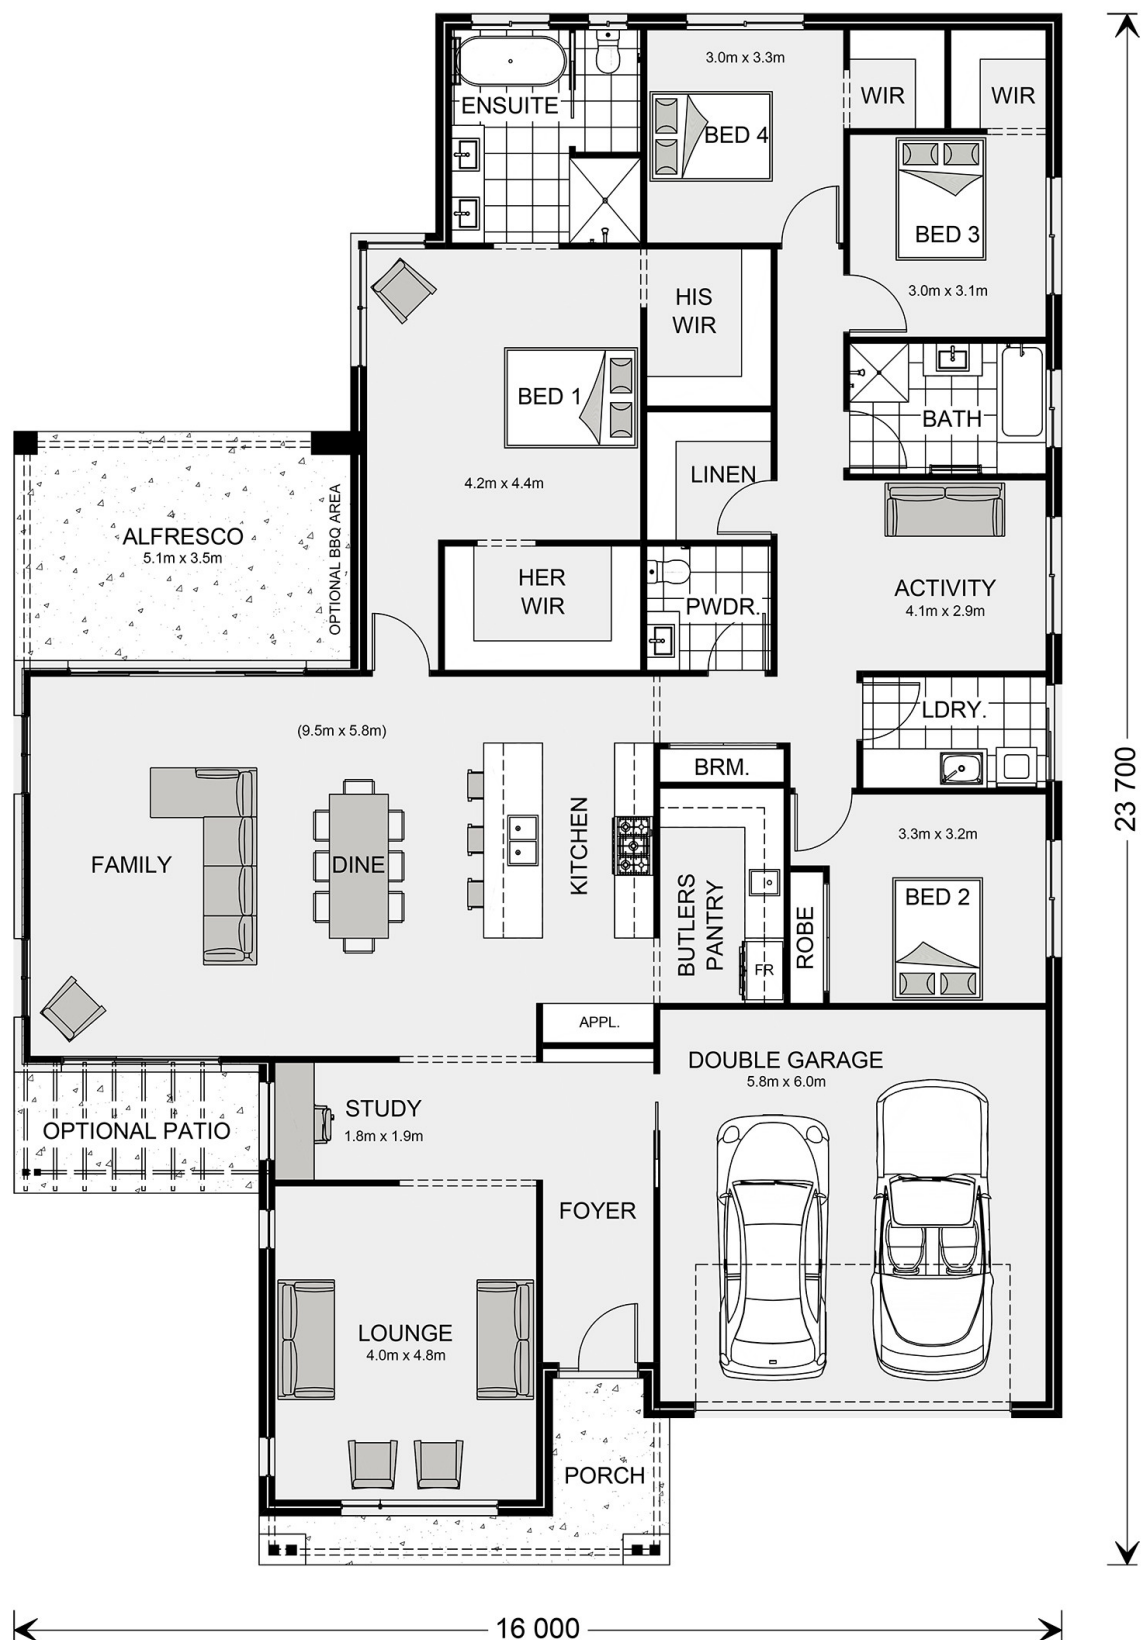 3.0m x 3.3m
WIR
WIR
ENSUITE
BED 4
BED 3
3.0m x 3.1m
HIS
WIR
BED 1
BATH
4.2m x 4.4m
LINEN
ALFRESCO
5.1m x 3.5m
OPTIONAL BBQ AREA
HER
WIR
PWDR.
ACTIVITY
4.1m x 2.9m
LDRY.
(9.5m x 5.8m)
BRM.
23 700
FAMILY
DINE
KITCHEN
BUTLERS
PANTRY
FR
ROBE
3.3m x 3.2m
BED 2
APPL.
DOUBLE GARAGE
5.8m x 6.0m
STUDY
1.8m x 1.9m
OPTIONAL PATIO
FOYER
LOUNGE
4.0m x 4.8m
PORCH
16 000